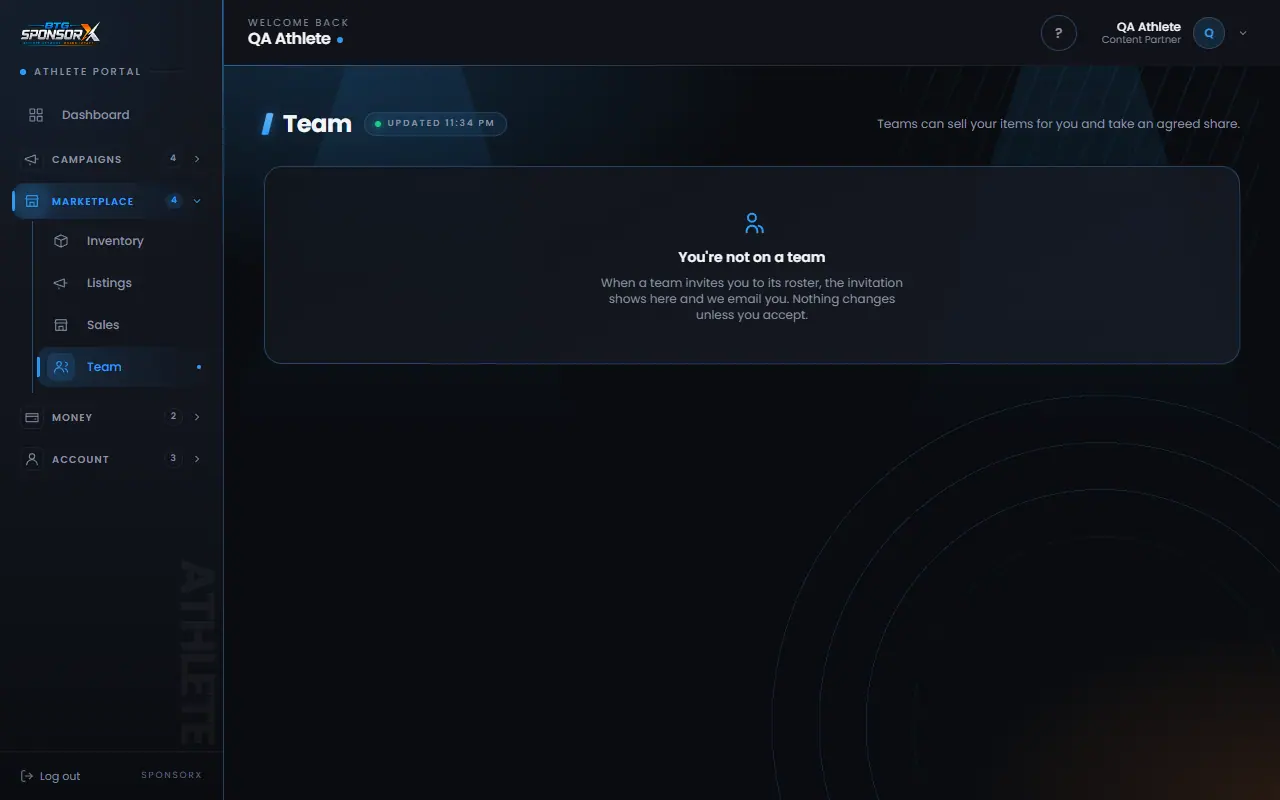 BTG
SPONSORX
ATHLETE PORTAL
Dashboard
CAMPAIGNS 4
MARKETPLACE 4
Inventory
Listings
Sales
Team
MONEY 2
ACCOUNT 3
ATHLETE
Log out
SPONSORX
WELCOME BACK
QA Athlete
?
QA Athlete
Content Partner
Q
Team
UPDATED 11:34 PM
Teams can sell your items for you and take an agreed share.
You're not on a team
When a team invites you to its roster, the invitation
shows here and we email you. Nothing changes
unless you accept.